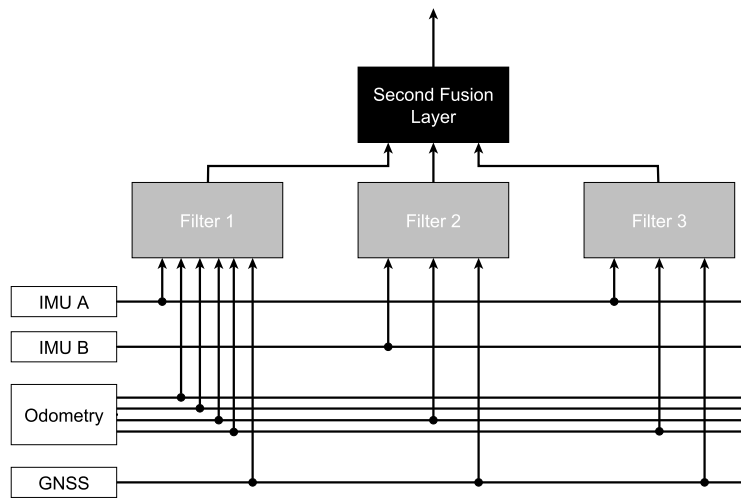 Second Fusion
Layer
Filter 1
Filter 2
Filter 3
IMU A
IMU B
Odometry
GNSS